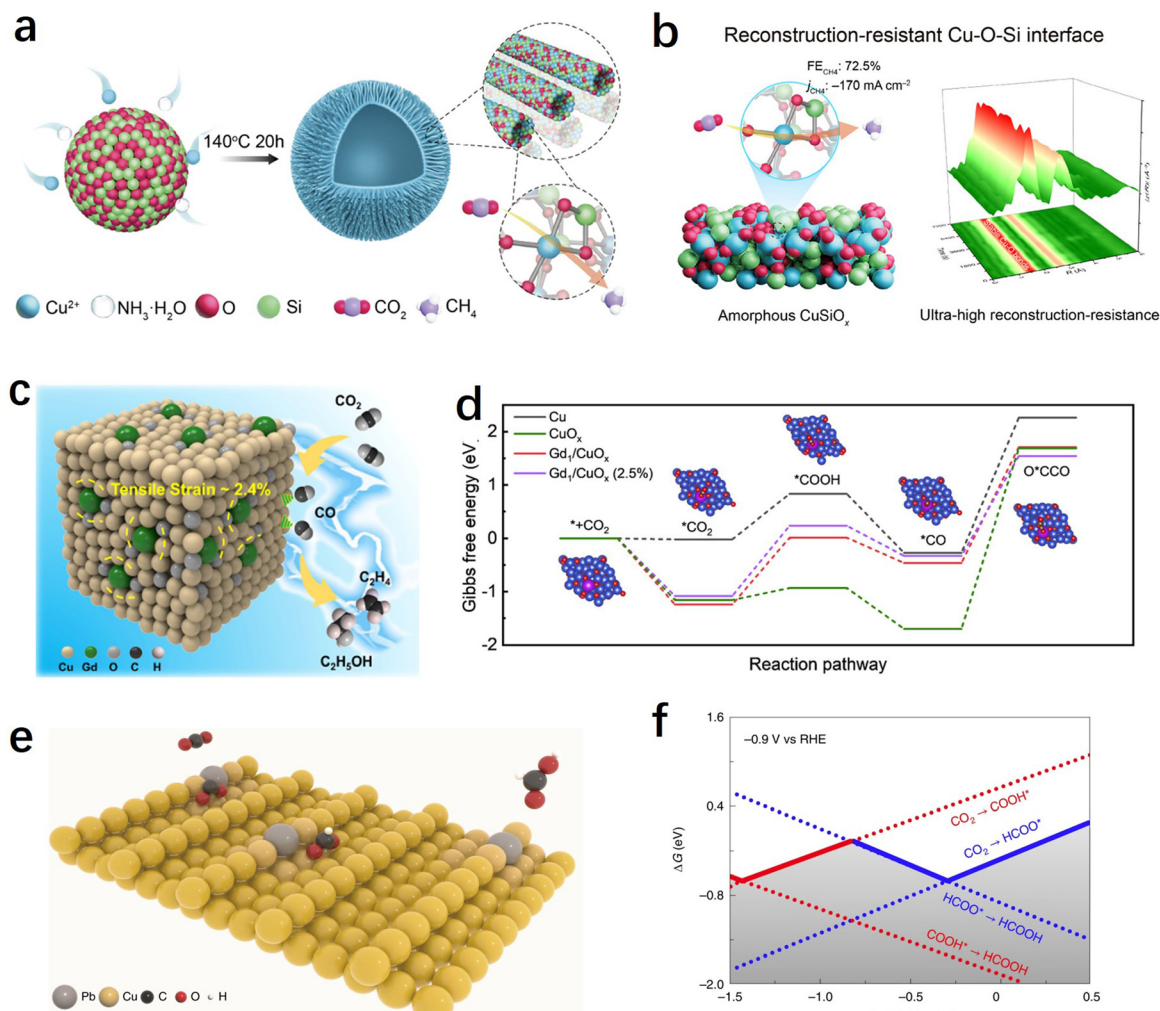 a
140°C 20h
Cu²⁺
NH₃·H₂O
O
Si
CO₂
CH₄
b
Reconstruction-resistant Cu-O-Si interface
FE_CH4: 72.5%
j_CH4: –170 mA cm⁻²
R (Å)
Amorphous CuSiOₓ
Ultra-high reconstruction-resistance
c
CO₂
Tensile Strain ~ 2.4%
CO
C₂H₄
C₂H₅OH
Cu Gd O C H
d
Gibbs free energy (eV)
2
1
0
-1
-2
Cu
CuOₓ
Gd₁/CuOₓ
Gd₁/CuOₓ (2.5%)
*+CO₂
*CO₂
*COOH
*CO
O*CCO
Reaction pathway
e
Pb Cu C O H
f
ΔG (eV)
1.6
0.4
–0.8
–2.0
–0.9 V vs RHE
CO₂ → COOH*
CO₂ → HCOO*
HCOO* → HCOOH
COOH* → HCOOH
–1.5 –1.0 –0.5 0 0.5